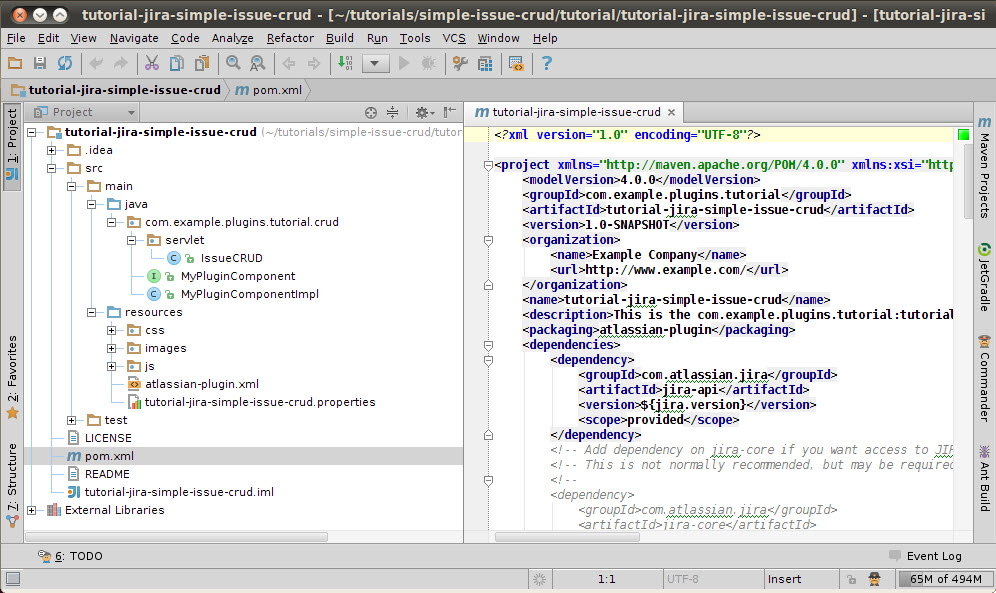 tutorial-jira-simple-issue-crud - [~/tutorials/simple-issue-crud/tutorial/tutorial-jira-simple-issue-crud] - [tutorial-jira-si
File Edit View Navigate Code Analyze Refactor Build Run Tools VCS Window Help
tutorial-jira-simple-issue-crud m pom.xml
1: Project
2: Favorites
7: Structure
Project
tutorial-jira-simple-issue-crud (~/tutorials/simple-issue-crud/tutor
.idea
src
main
java
com.example.plugins.tutorial.crud
servlet
C IssueCRUD
I MyPluginComponent
C MyPluginComponentImpl
resources
css
images
js
atlassian-plugin.xml
tutorial-jira-simple-issue-crud.properties
test
LICENSE
m pom.xml
README
tutorial-jira-simple-issue-crud.iml
External Libraries
m tutorial-jira-simple-issue-crud
<?xml version="1.0" encoding="UTF-8"?>
<project xmlns="http://maven.apache.org/POM/4.0.0" xmlns:xsi="http
<modelVersion>4.0.0</modelVersion>
<groupId>com.example.plugins.tutorial</groupId>
<artifactId>tutorial-jira-simple-issue-crud</artifactId>
<version>1.0-SNAPSHOT</version>
<organization>
<name>Example Company</name>
<url>http://www.example.com/</url>
</organization>
<name>tutorial-jira-simple-issue-crud</name>
<description>This is the com.example.plugins.tutorial:tutorial
<packaging>atlassian-plugin</packaging>
<dependencies>
<dependency>
<groupId>com.atlassian.jira</groupId>
<artifactId>jira-api</artifactId>
<version>${jira.version}</version>
<scope>provided</scope>
</dependency>
<!-- Add dependency on jira-core if you want access to JIR
<!-- This is not normally recommended, but may be required
<!--
<dependency>
<groupId>com.atlassian.jira</groupId>
<artifactId>jira-core</artifactId>
m Maven Projects
JetGradle
Commander
Ant Build
6: TODO
Event Log
1:1 UTF-8 Insert 65M of 494M